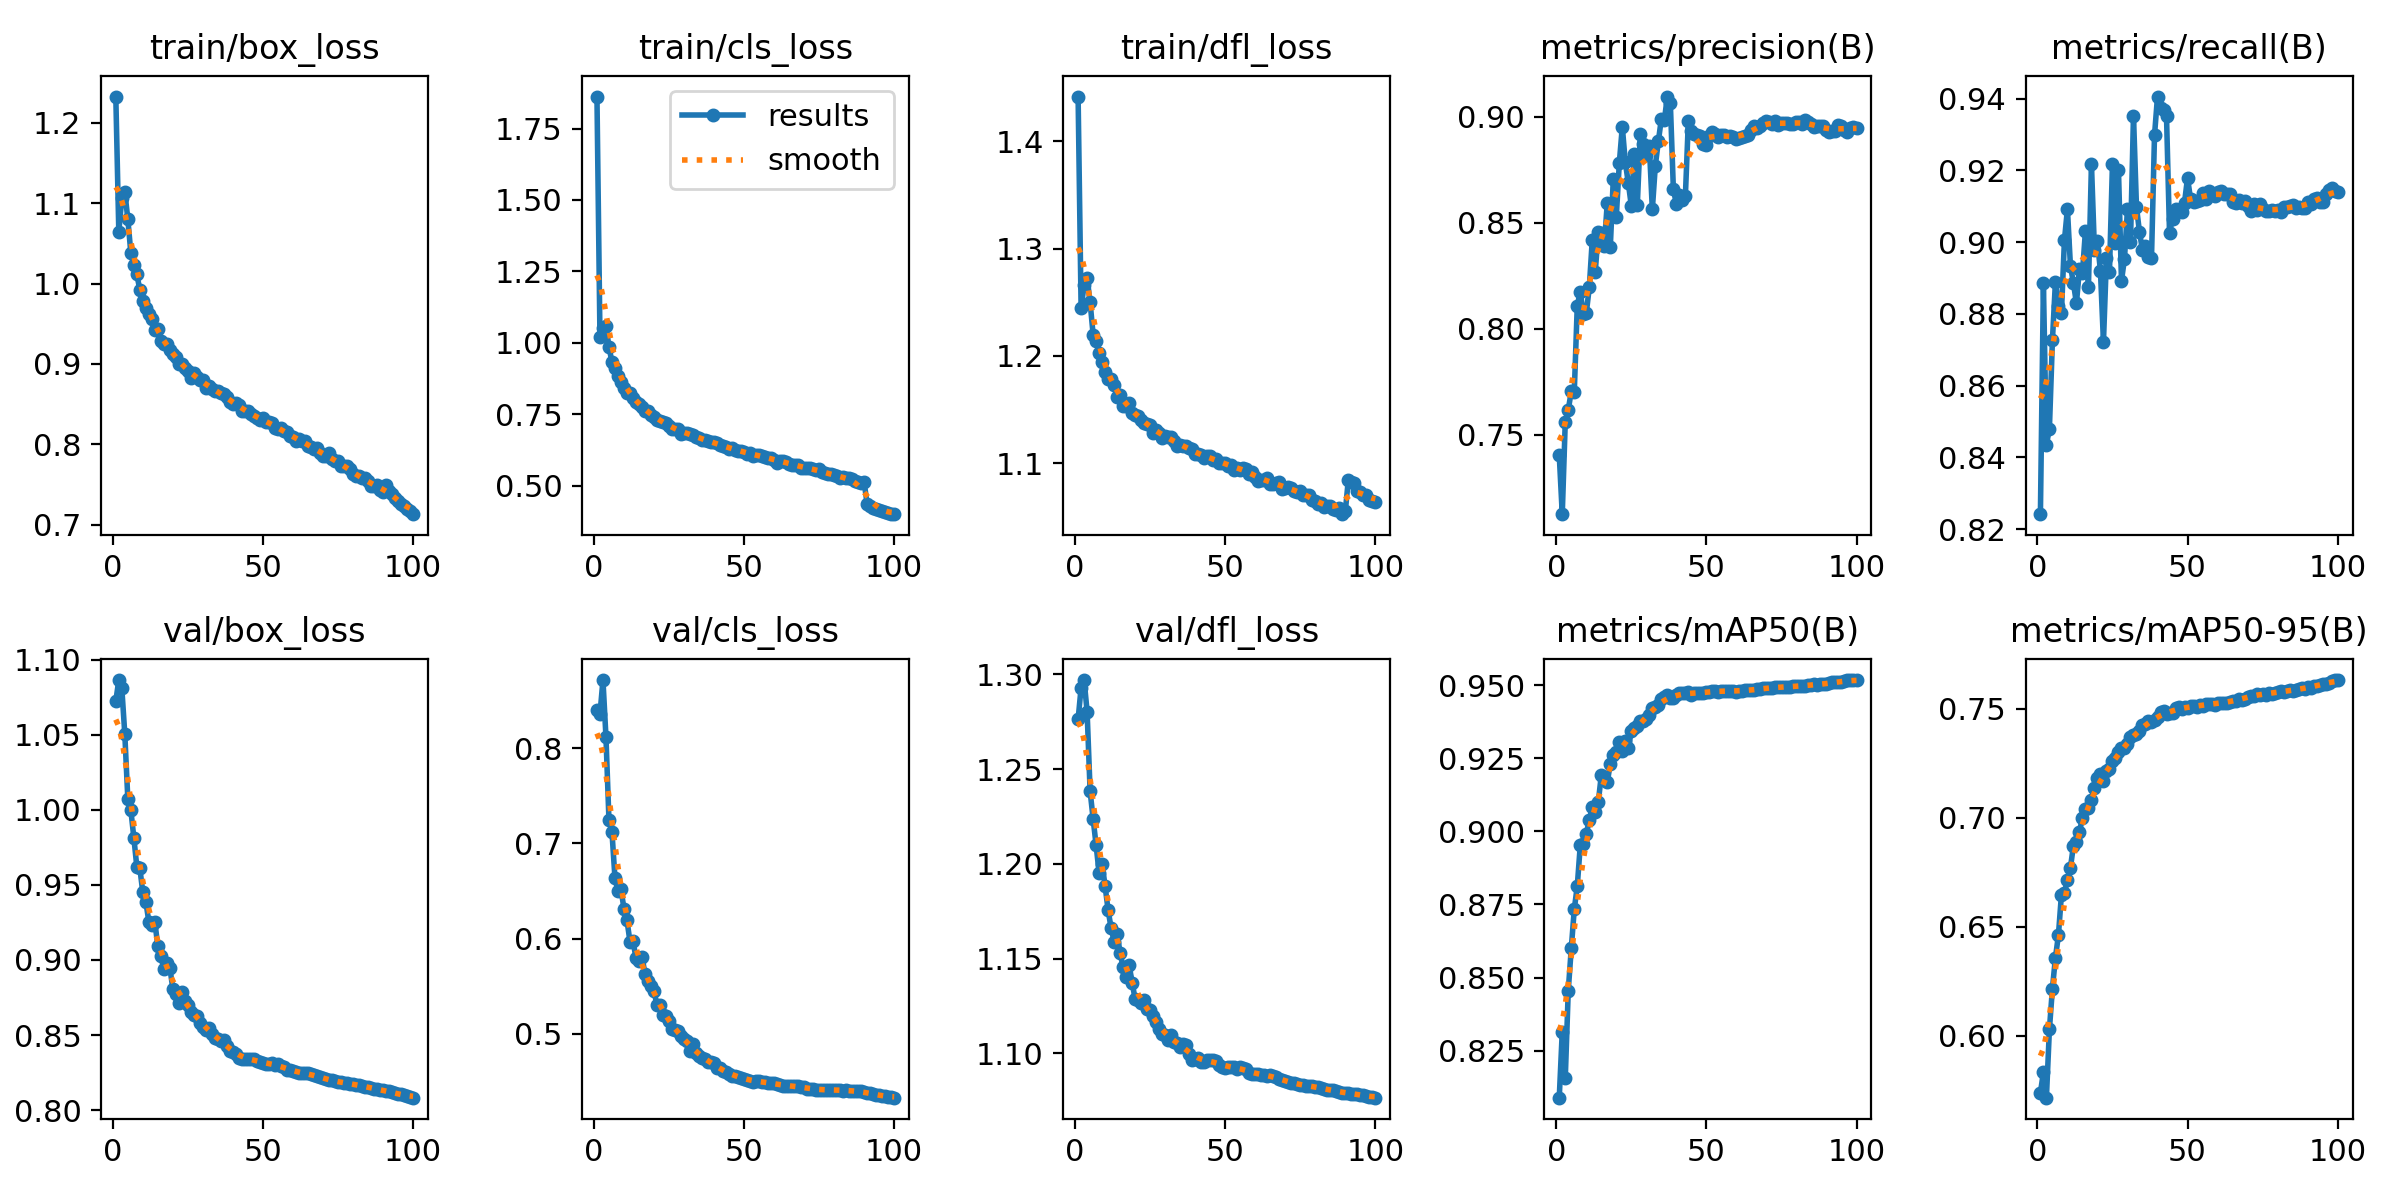 train/box_loss
1.2
1.1
1.0
0.9
0.8
0.7
0 50 100
train/cls_loss
results
smooth
1.75
1.50
1.25
1.00
0.75
0.50
0 50 100
train/dfl_loss
1.4
1.3
1.2
1.1
0 50 100
metrics/precision(B)
0.90
0.85
0.80
0.75
0 50 100
metrics/recall(B)
0.94
0.92
0.90
0.88
0.86
0.84
0.82
0 50 100
val/box_loss
1.10
1.05
1.00
0.95
0.90
0.85
0.80
0 50 100
val/cls_loss
0.8
0.7
0.6
0.5
0 50 100
val/dfl_loss
1.30
1.25
1.20
1.15
1.10
0 50 100
metrics/mAP50(B)
0.950
0.925
0.900
0.875
0.850
0.825
0 50 100
metrics/mAP50-95(B)
0.75
0.70
0.65
0.60
0 50 100